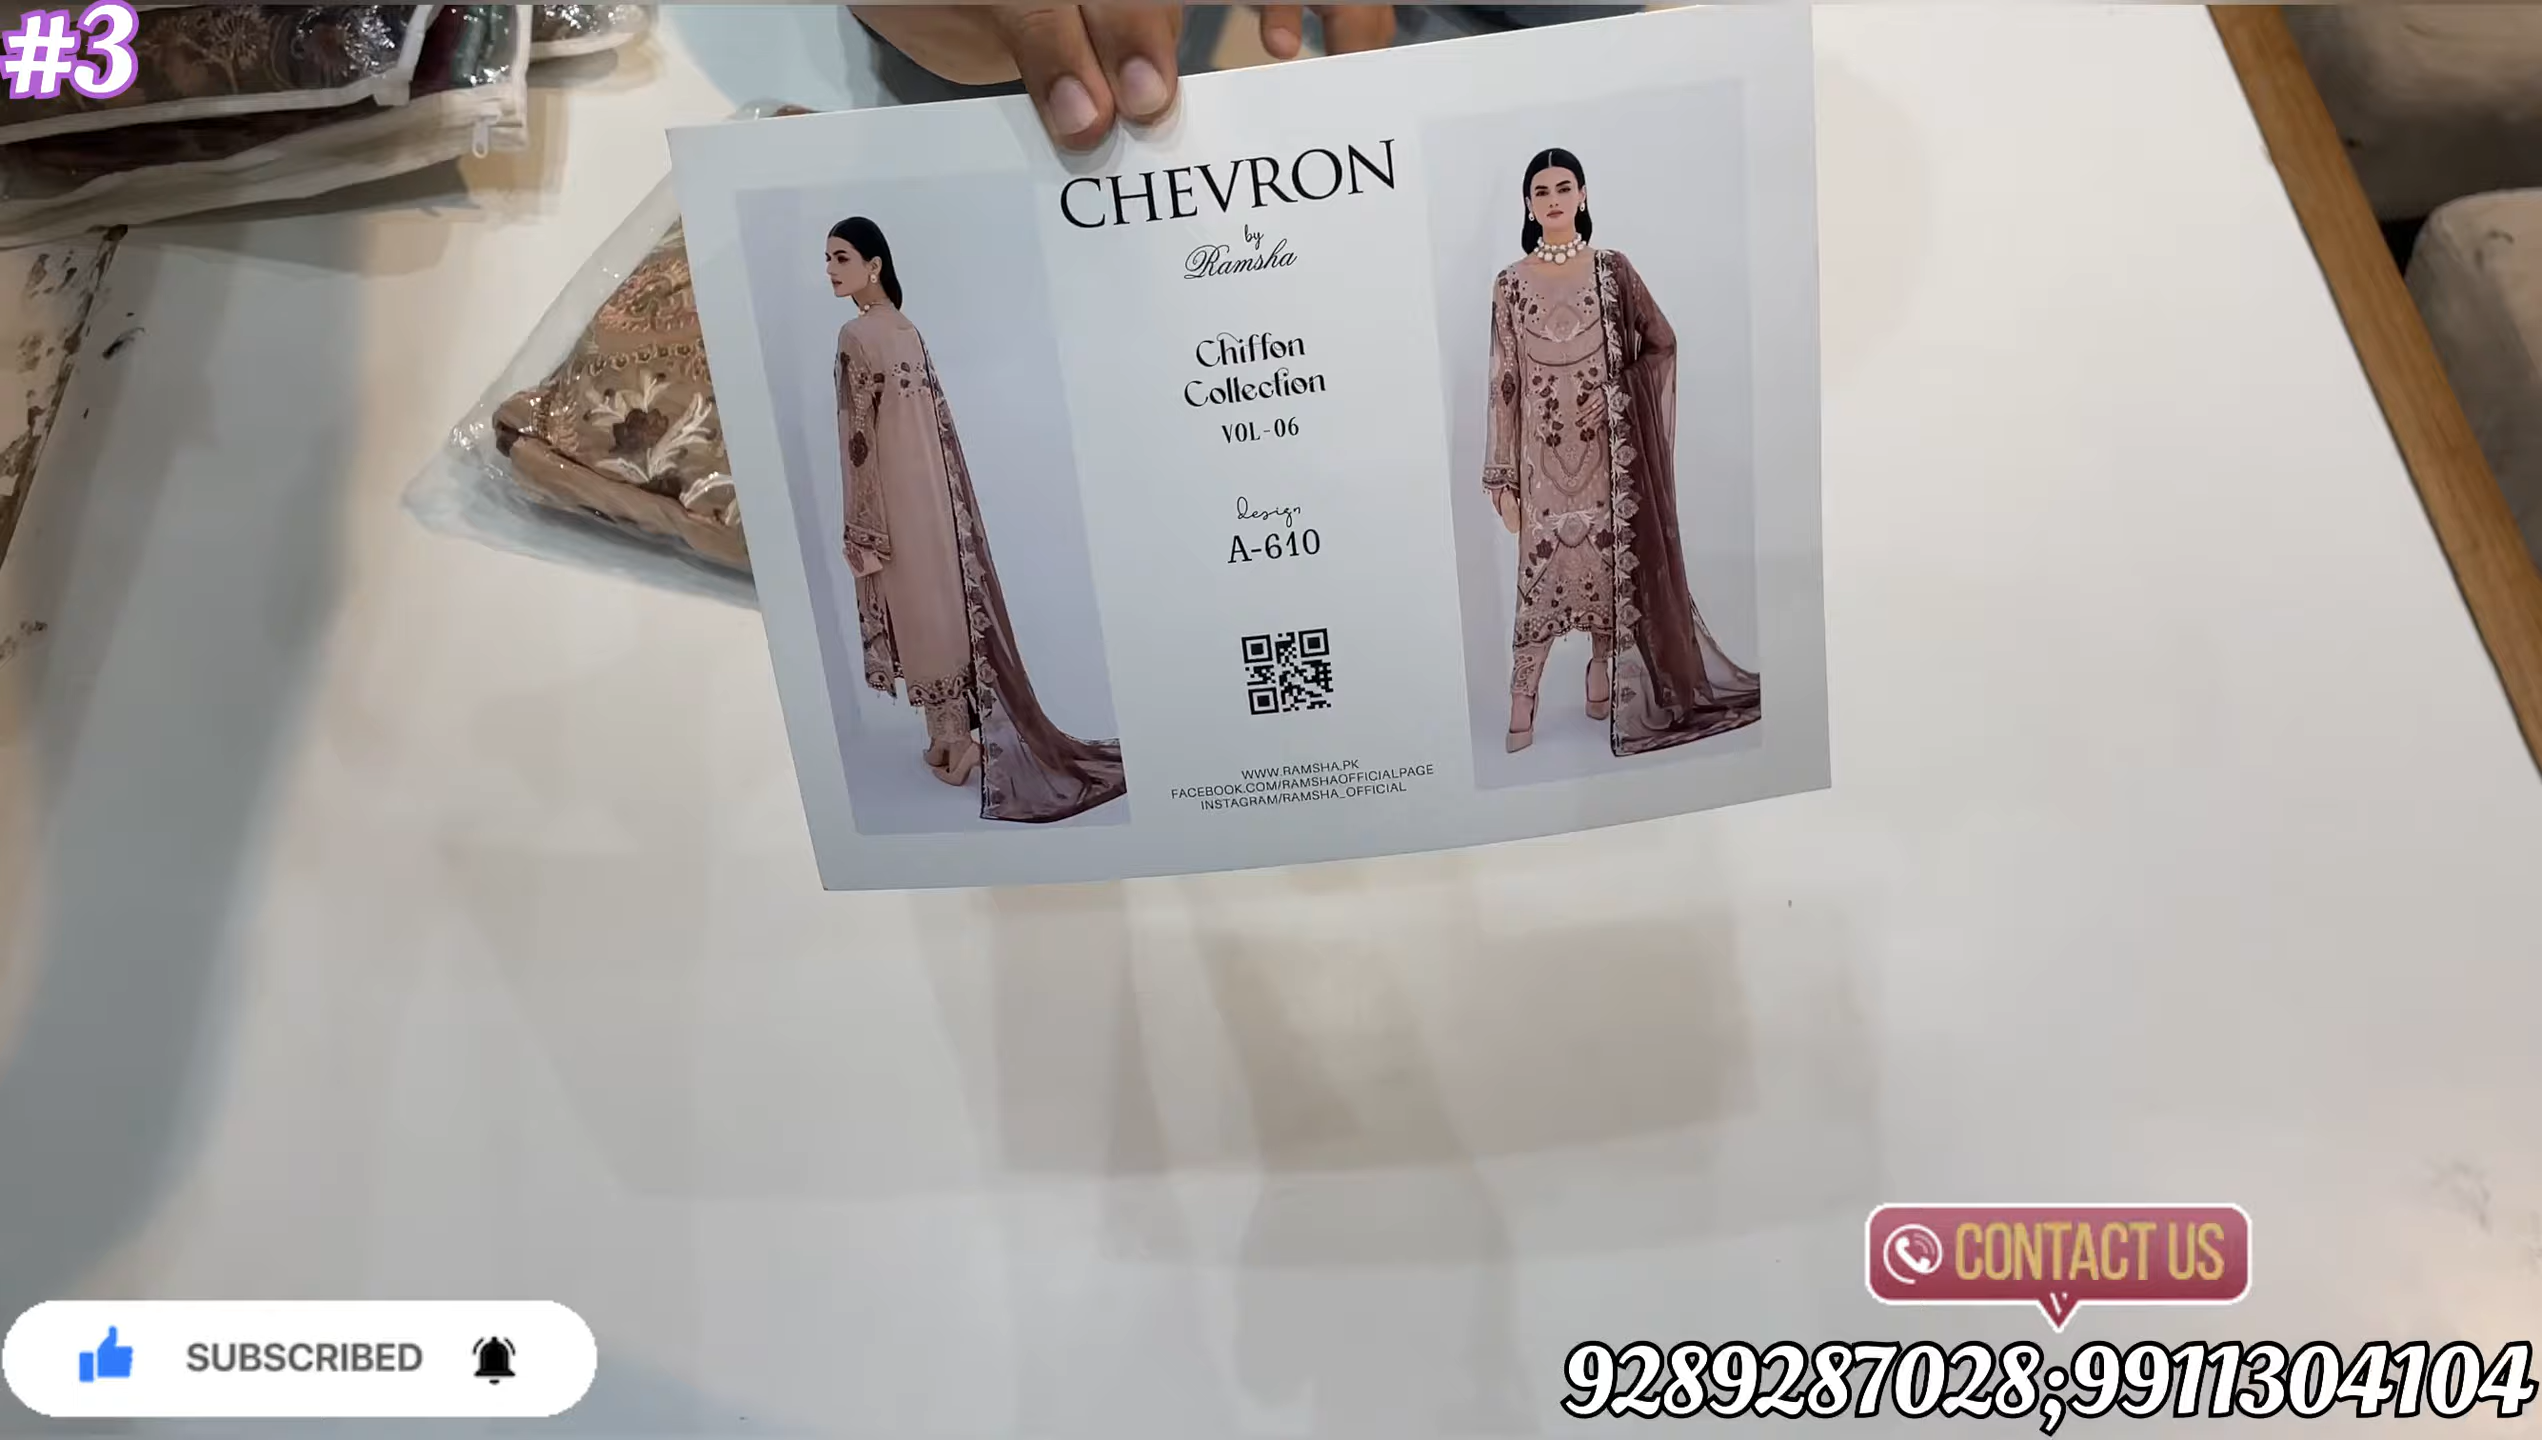 #3
CHEVRON
by
Ramsha
Chiffon
Collection
VOL-06
design
A-610
WWW.RAMSHA.PK
FACEBOOK.COM/RAMSHAOFFICIALPAGE
INSTAGRAM/RAMSHA_OFFICIAL
CONTACT US
SUBSCRIBED
9289287028;9911304104